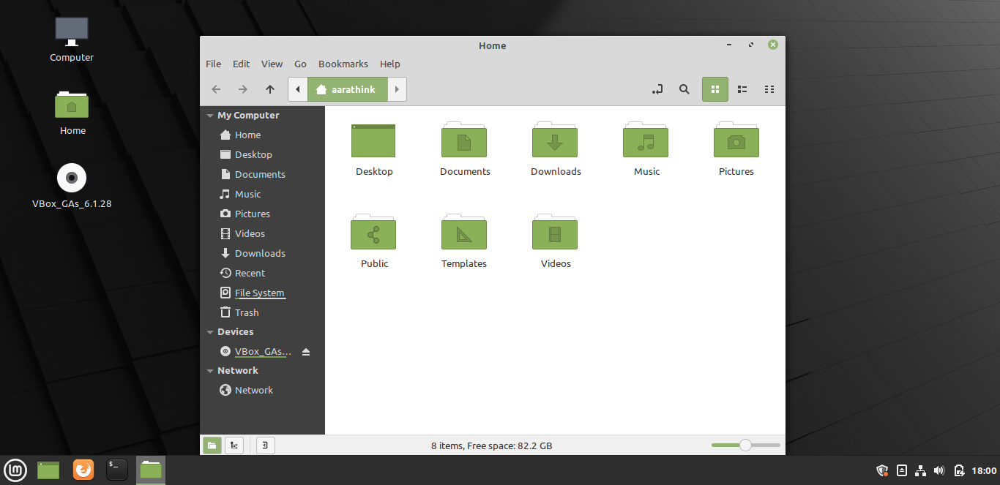 Computer
Home
VBox_GAs_6.1.28
Home
File Edit View Go Bookmarks Help
aarathink
My Computer
Home
Desktop
Documents
Music
Pictures
Videos
Downloads
Recent
File System
Trash
Devices
VBox_GAs...
Network
Network
Desktop Documents Downloads Music Pictures
Public Templates Videos
8 items, Free space: 82.2 GB
$_
18:00